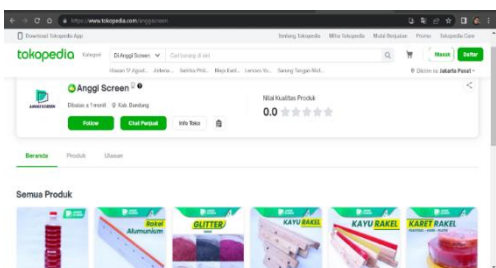 https://www.tokopedia.com/anggiscreen
Download Tokopedia App
Tentang Tokopedia Mitra Tokopedia Mulai Berjualan Promo Tokopedia Care
tokopedia Kategori Di Anggi Screen Masuk Daftar
Dikirim ke Jakarta Pusat
Anggi Screen
Kab. Bandung
Follow Chat Penjual Info Toko
Nilai Kualitas Produk
0.0
Beranda Produk Ulasan
Semua Produk
Rakel
Alumunium
GLITTER
KAYU RAKEL
KAYU RAKEL
KARET RAKEL